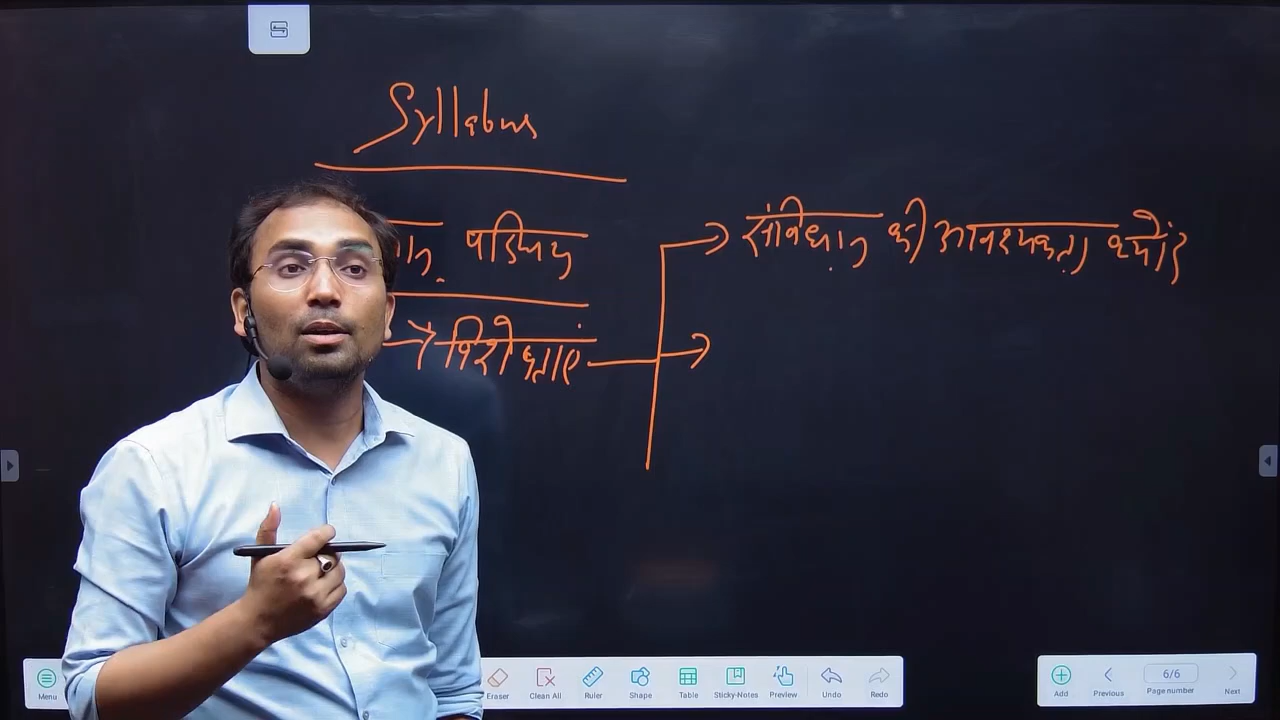 Syllabus
परिचय
→ विशेषताएं
→ संविधान की आवश्यकता क्यों?
→
Menu
Eraser
Clean All
Ruler
Shape
Table
Sticky-Notes
Preview
Undo
Redo
Add
Previous
6/6
Page number
Next